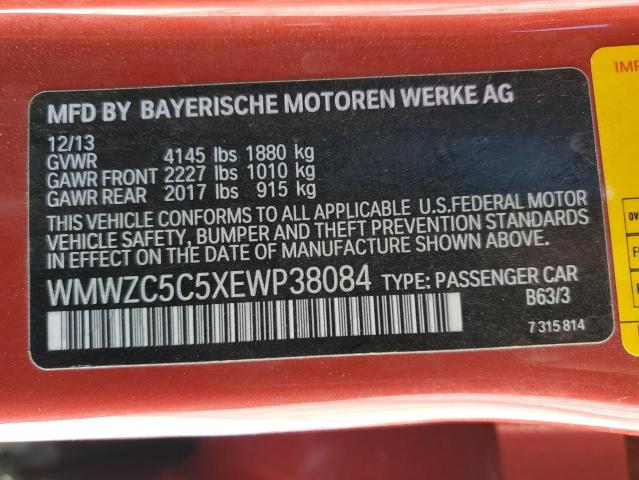 MFD BY BAYERISCHE MOTOREN WERKE AG
12/13
GVWR 4145 lbs 1880 kg
GAWR FRONT 2227 lbs 1010 kg
GAWR REAR 2017 lbs 915 kg
THIS VEHICLE CONFORMS TO ALL APPLICABLE U.S.FEDERAL MOTOR
VEHICLE SAFETY, BUMPER AND THEFT PREVENTION STANDARDS
IN EFFECT ON THE DATE OF MANUFACTURE SHOWN ABOVE.
WMWZC5C5XEWP38084 TYPE: PASSENGER CAR
B63/3
7 315 814